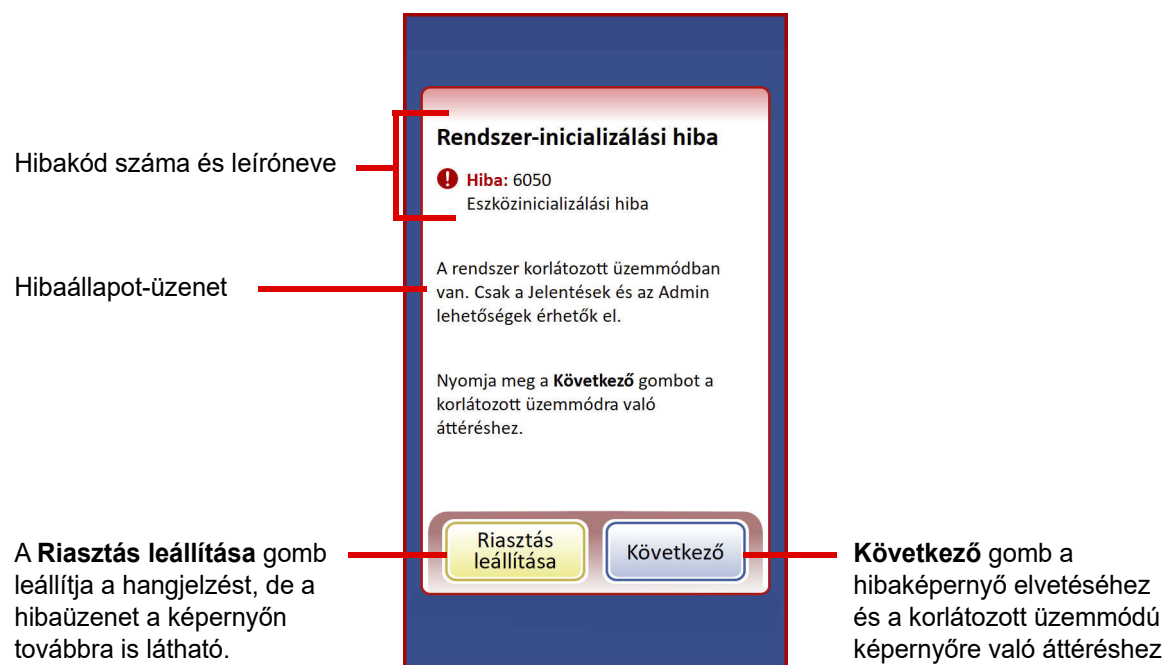 Hibakód száma és leíróneve
Rendszer-inicializálási hiba
Hiba: 6050
Eszközinicializálási hiba
Hibaállapot-üzenet
A rendszer korlátozott üzemmódban
van. Csak a Jelentések és az Admin
lehetőségek érhetők el.
Nyomja meg a Következő gombot a
korlátozott üzemmódra való
áttéréshez.
A Riasztás leállítása gomb
leállítja a hangjelzést, de a
hibaüzenet a képernyőn
továbbra is látható.
Riasztás
leállítása
Következő
Következő gomb a
hibaképernyő elvetéséhez
és a korlátozott üzemmódú
képernyőre való áttéréshez